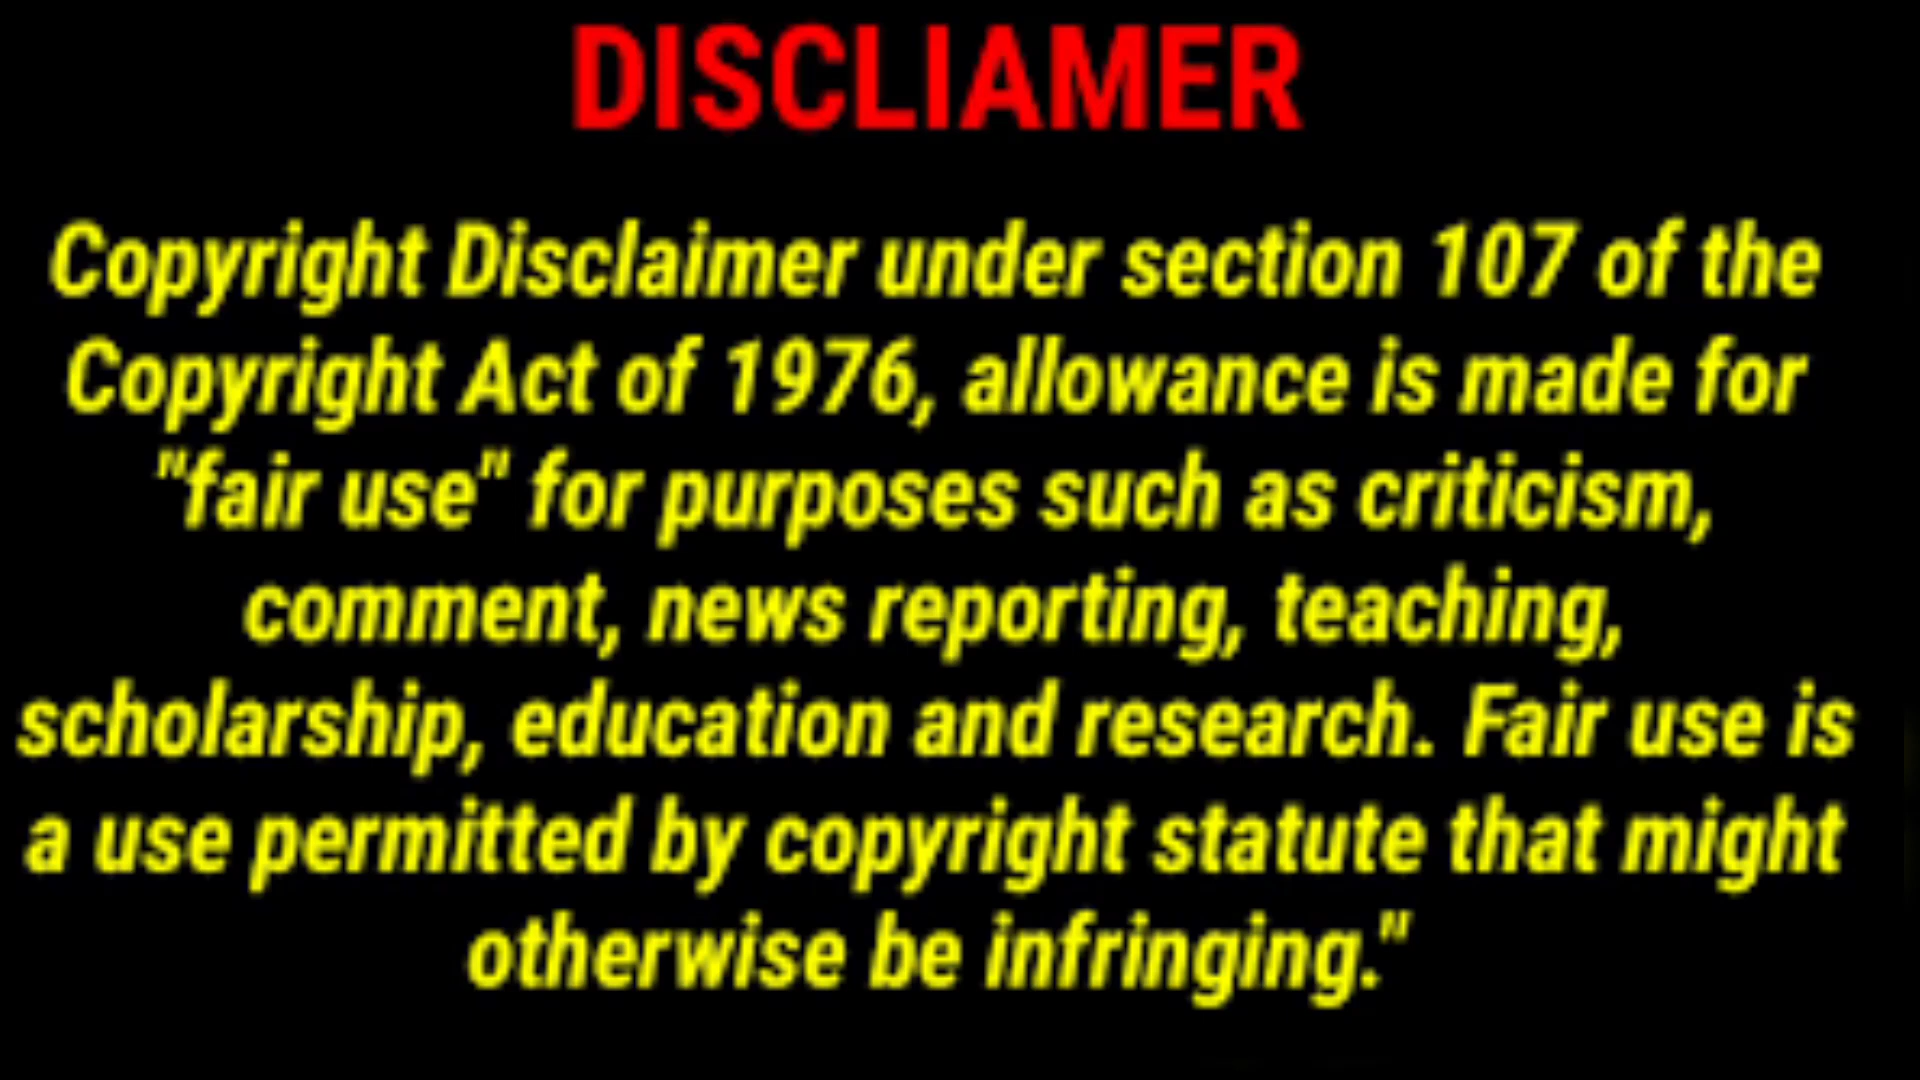 DISCLIAMER
Copyright Disclaimer under section 107 of the
Copyright Act of 1976, allowance is made for
"fair use" for purposes such as criticism,
comment, news reporting, teaching,
scholarship, education and research. Fair use is
a use permitted by copyright statute that might
otherwise be infringing."